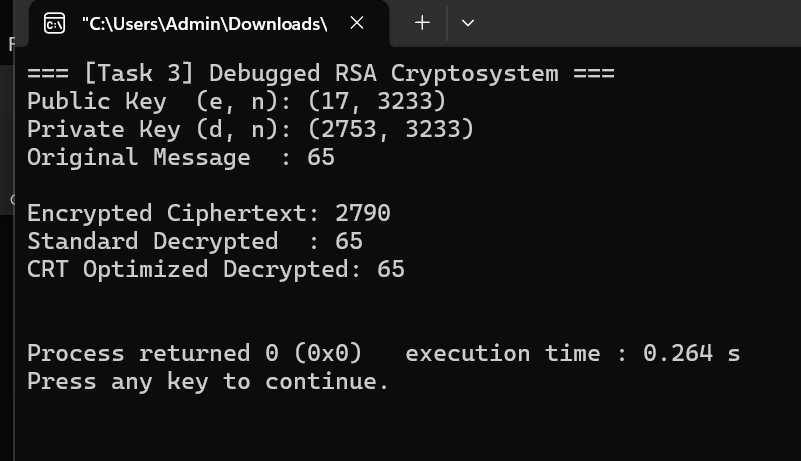 "C:\Users\Admin\Downloads\
=== [Task 3] Debugged RSA Cryptosystem ===
Public Key  (e, n): (17, 3233)
Private Key (d, n): (2753, 3233)
Original Message  : 65
Encrypted Ciphertext: 2790
Standard Decrypted  : 65
CRT Optimized Decrypted: 65
Process returned 0 (0x0)   execution time : 0.264 s
Press any key to continue.